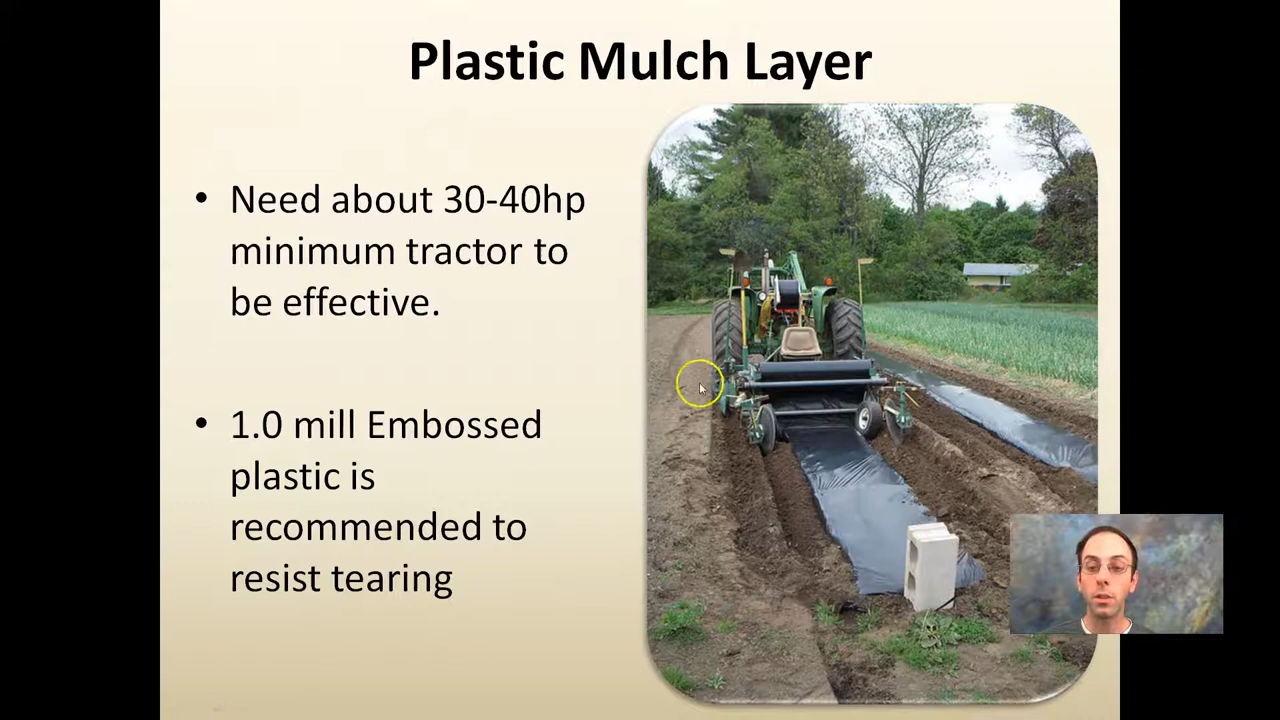 Plastic Mulch Layer
• Need about 30-40hp
minimum tractor to
be effective.
• 1.0 mill Embossed
plastic is
recommended to
resist tearing